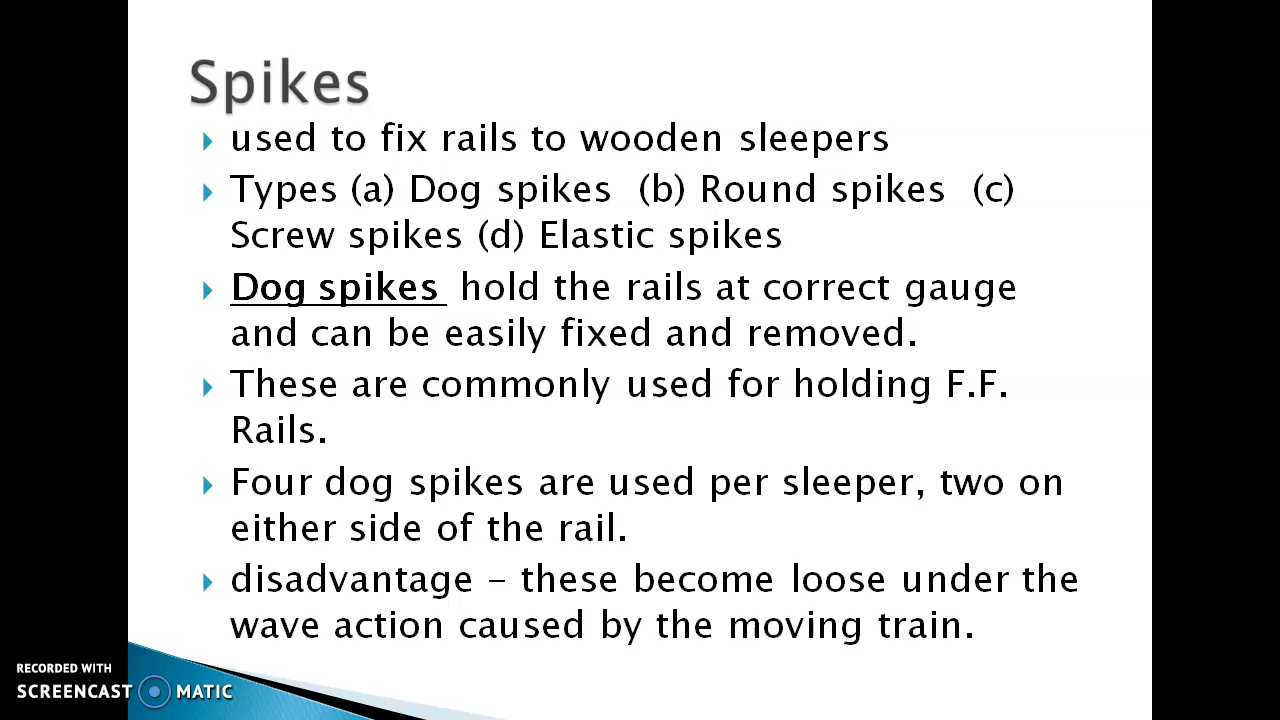 Spikes
used to fix rails to wooden sleepers
Types (a) Dog spikes (b) Round spikes (c)
Screw spikes (d) Elastic spikes
Dog spikes hold the rails at correct gauge
and can be easily fixed and removed.
These are commonly used for holding F.F.
Rails.
Four dog spikes are used per sleeper, two on
either side of the rail.
disadvantage - these become loose under the
wave action caused by the moving train.
RECORDED WITH
SCREENCAST MATIC